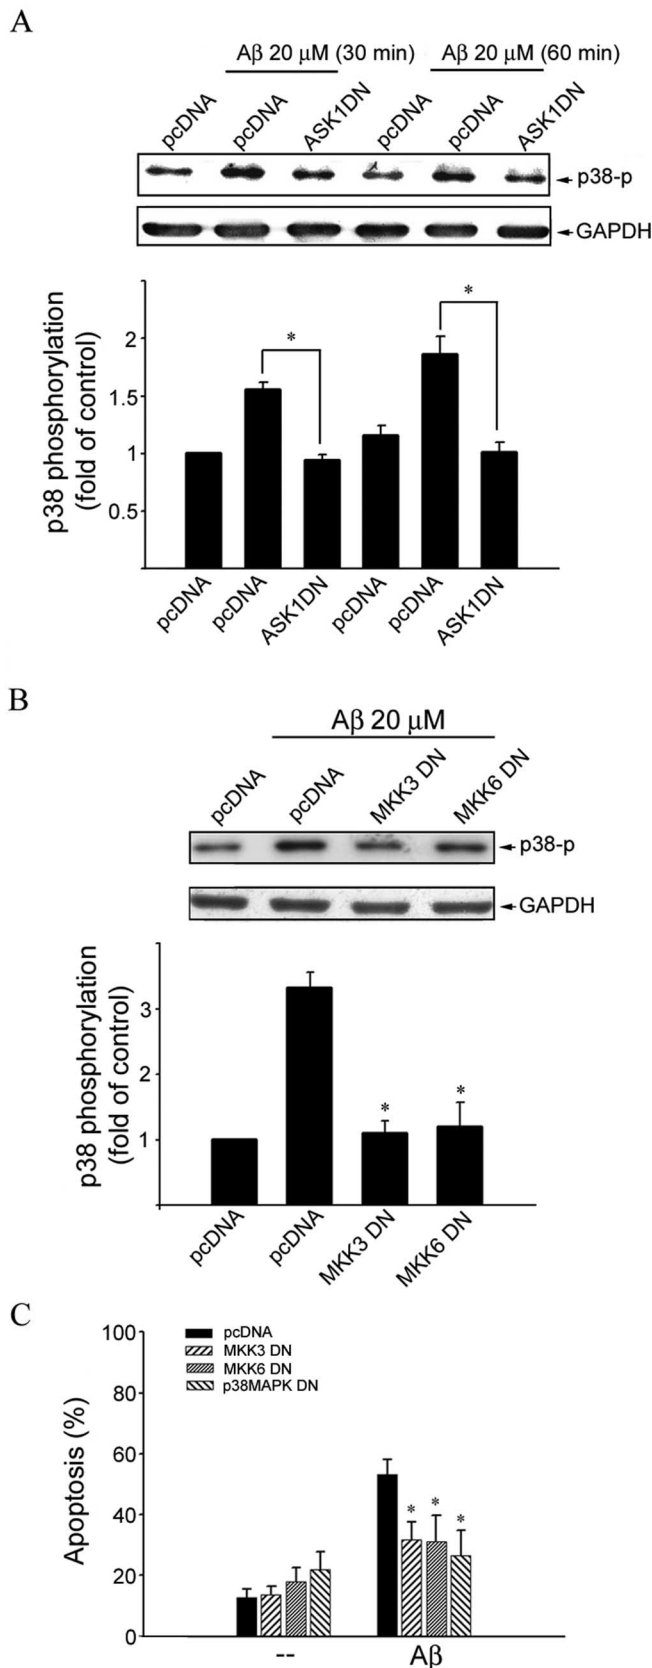 A
Aβ 20 μM (30 min) Aβ 20 μM (60 min)
pcDNA pcDNA ASK1DN pcDNA pcDNA ASK1DN
p38-p
GAPDH
p38 phosphorylation
(fold of control)
2
1.5
1
0.5
*
*
pcDNA pcDNA ASK1DN pcDNA pcDNA ASK1DN
B
Aβ 20 μM
pcDNA pcDNA MKK3 DN MKK6 DN
p38-p
GAPDH
p38 phosphorylation
(fold of control)
3
2
1
* *
pcDNA pcDNA MKK3 DN MKK6 DN
C
Apoptosis (%)
100
80
60
40
20
0
pcDNA
MKK3 DN
MKK6 DN
p38MAPK DN
* * *
-- Aβ